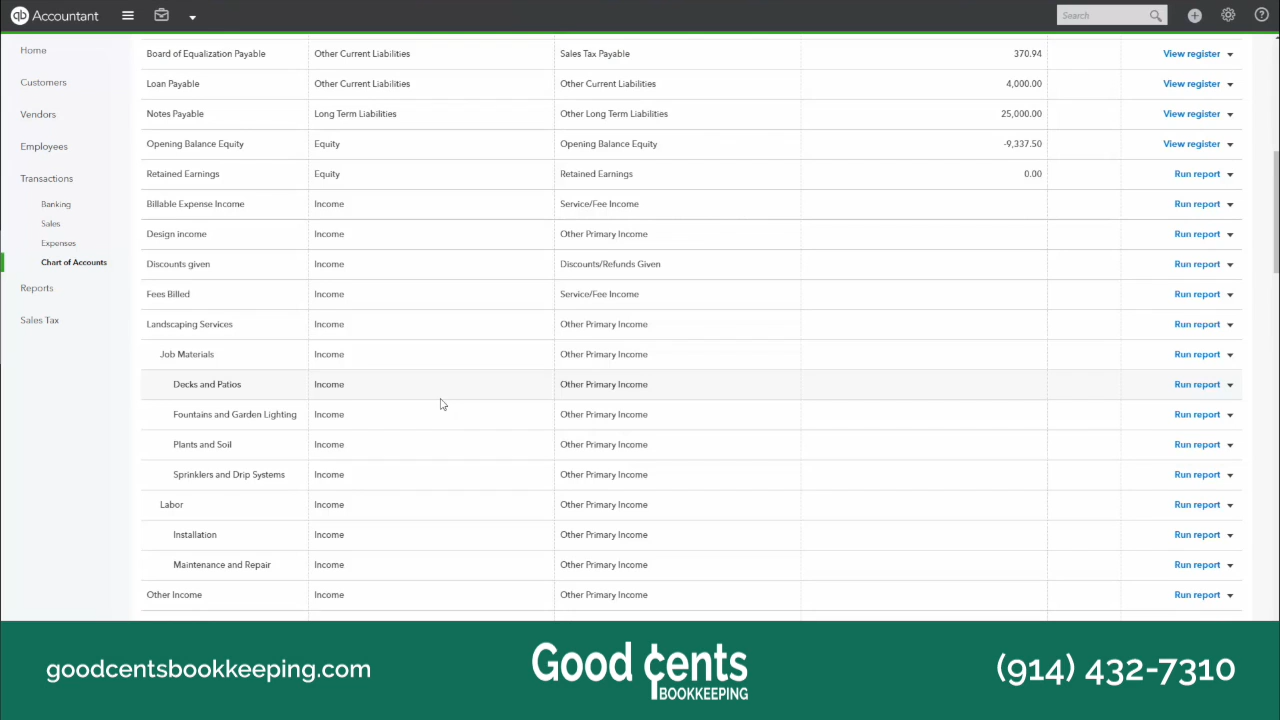 qb Accountant
Search
Home
Customers
Vendors
Employees
Transactions
Banking
Sales
Expenses
Chart of Accounts
Reports
Sales Tax
Board of Equalization Payable Other Current Liabilities Sales Tax Payable 370.94 View register
Loan Payable Other Current Liabilities Other Current Liabilities 4,000.00 View register
Notes Payable Long Term Liabilities Other Long Term Liabilities 25,000.00 View register
Opening Balance Equity Equity Opening Balance Equity -9,337.50 View register
Retained Earnings Equity Retained Earnings 0.00 Run report
Billable Expense Income Income Service/Fee Income Run report
Design income Income Other Primary Income Run report
Discounts given Income Discounts/Refunds Given Run report
Fees Billed Income Service/Fee Income Run report
Landscaping Services Income Other Primary Income Run report
Job Materials Income Other Primary Income Run report
Decks and Patios Income Other Primary Income Run report
Fountains and Garden Lighting Income Other Primary Income Run report
Plants and Soil Income Other Primary Income Run report
Sprinklers and Drip Systems Income Other Primary Income Run report
Labor Income Other Primary Income Run report
Installation Income Other Primary Income Run report
Maintenance and Repair Income Other Primary Income Run report
Other Income Income Other Primary Income Run report
goodcentsbookkeeping.com
Good cents
BOOKKEEPING
(914) 432-7310